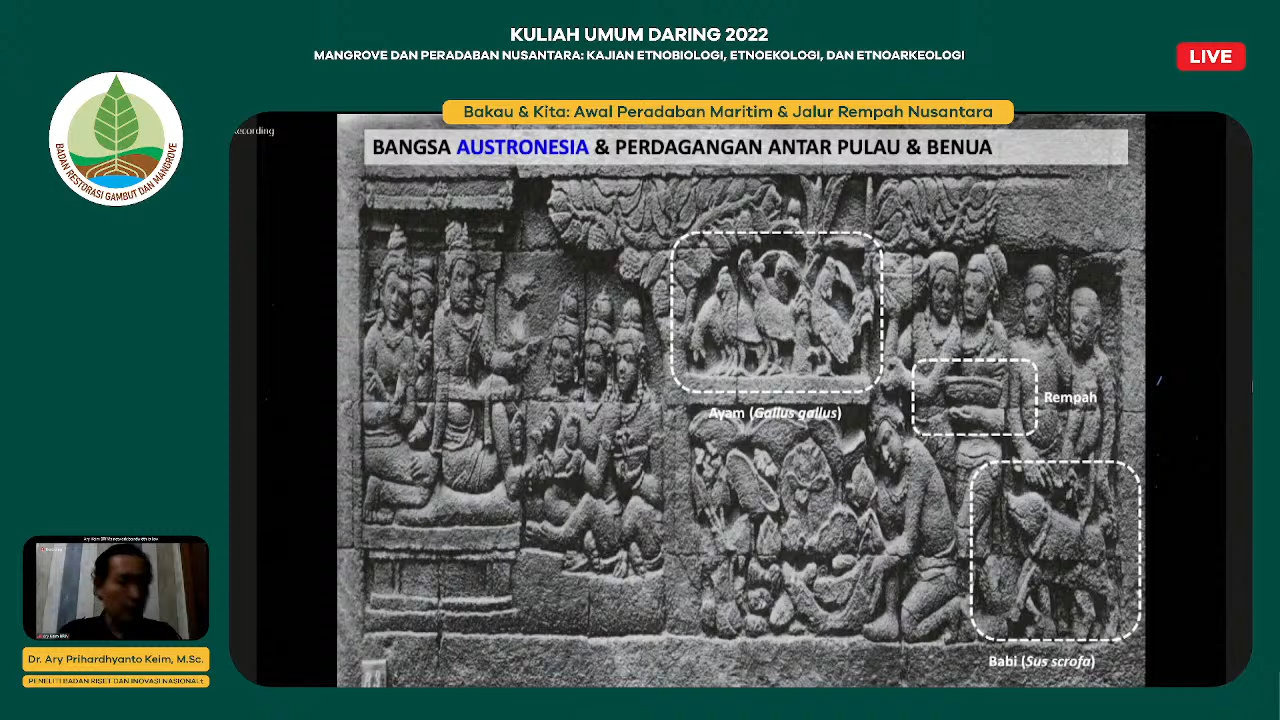 KULIAH UMUM DARING 2022
MANGROVE DAN PERADABAN NUSANTARA: KAJIAN ETNOBIOLOGI, ETNOEKOLOGI, DAN ETNOARKEOLOGI
LIVE
BADAN RESTORASI GAMBUT DAN MANGROVE
Bakau & Kita: Awal Peradaban Maritim & Jalur Rempah Nusantara
Recording
BANGSA AUSTRONESIA & PERDAGANGAN ANTAR PULAU & BENUA
Rempah
Ayam (Gallus gallus)
Babi (Sus scrofa)
Dr. Ary Prihardhyanto Keim, M.Sc.
PENELITI BADAN RISET DAN INOVASI NASIONAL